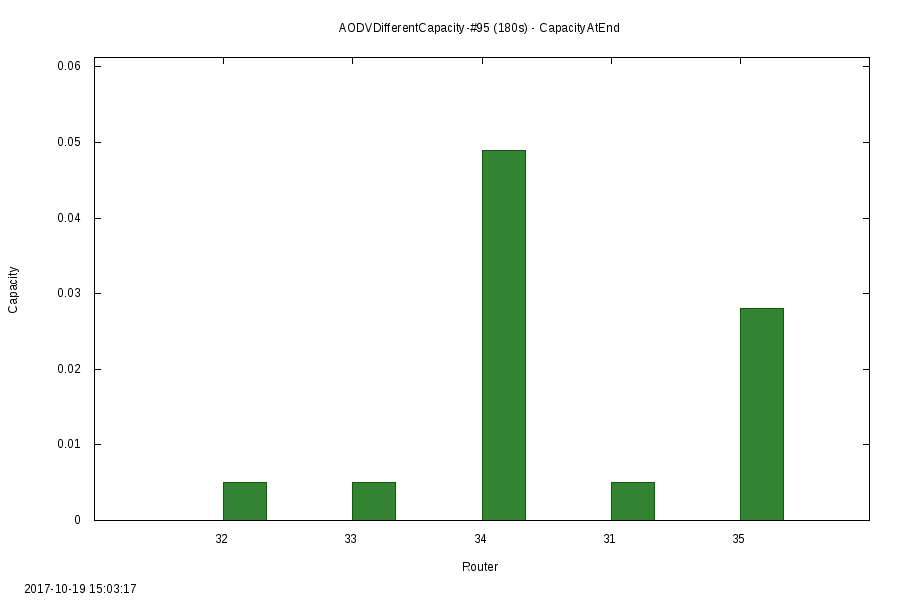 AODVDifferentCapacity-#95 (180s) - CapacityAtEnd
0.06
0.05
0.04
0.03
0.02
0.01
0
Capacity
32 33 34 31 35
Router
2017-10-19 15:03:17